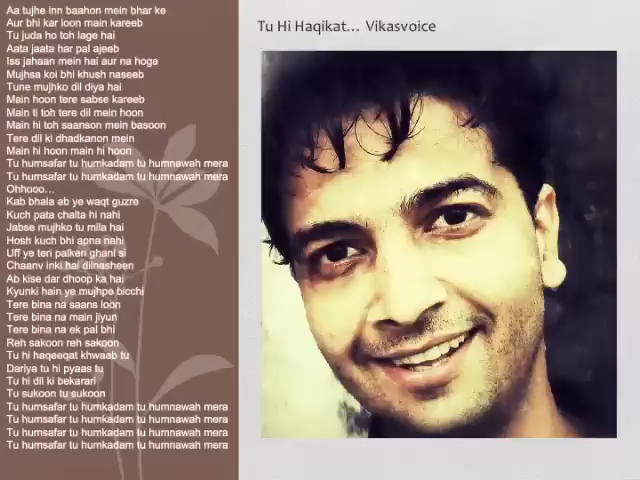 Aa tujhe inn baahon mein bhar ke
Aur bhi kar loon main kareeb
Tu juda ho toh lage hai
Aata jaata har pal ajeeb
Iss jahaan mein hai aur na hoga
Mujhsa koi bhi khush naseeb
Tune mujhko dil diya hai
Main hoon tere sabse kareeb
Main ti toh tere dil mein hoon
Main hi toh saanson mein basoon
Tere dil ki dhadkanon mein
Main hi hoon main hi hoon
Tu humsafar tu humkadam tu humnawah mera
Tu humsafar tu humkadam tu humnawah mera
Ohhooo...
Kab bhala ab ye waqt guzre
Kuch pata chalta hi nahi
Jabse mujhko tu mila hai
Hosh kuch bhi apna nahi
Uff ye teri palken ghani si
Chaanv inki hai dilnasheen
Ab kise dar dhoop ka hai
Kyunki hain ye mujhpe bicchi
Tere bina na saans loon
Tere bina na main jiyun
Tere bina na ek pal bhi
Reh sakoon reh sakoon
Tu hi haqeeqat khwaab tu
Dariya tu hi pyaas tu
Tu hi dil ki bekarari
Tu sukoon tu sukoon
Tu humsafar tu humkadam tu humnawah mera
Tu humsafar tu humkadam tu humnawah mera
Tu humsafar tu humkadam tu humnawah mera
Tu humsafar tu humkadam tu humnawah mera
Tu Hi Haqikat... Vikasvoice